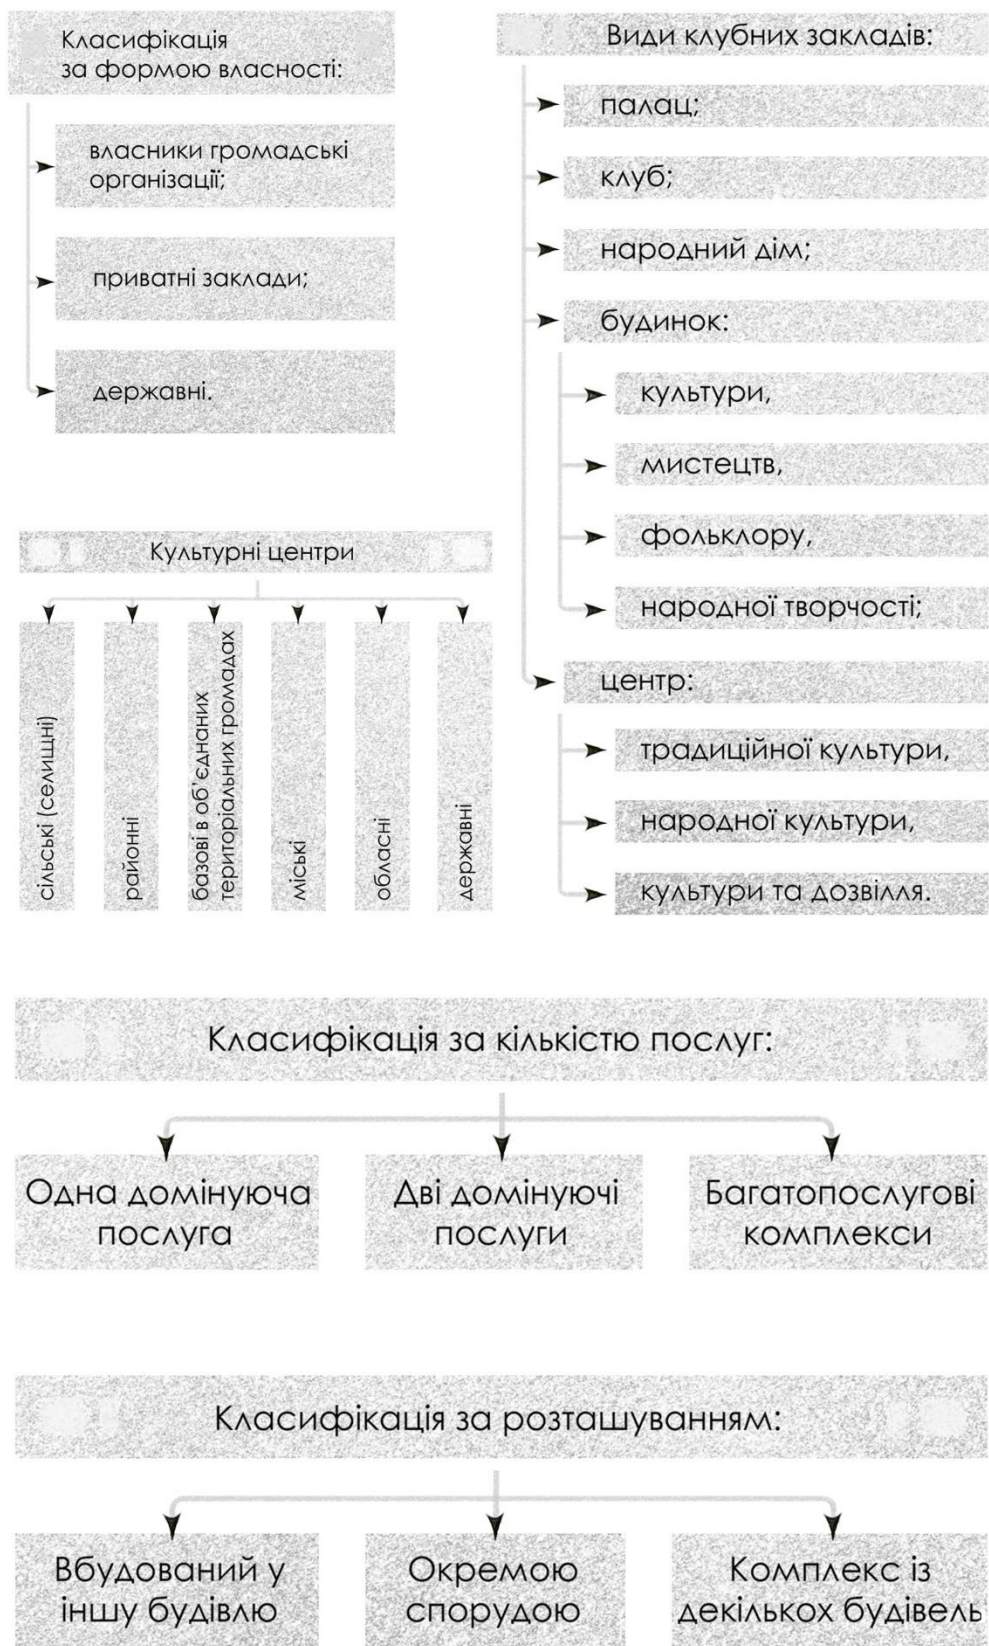 Класифікація
за формою власності:
власники громадські
організації;
приватні заклади;
державні.
Види клубних закладів:
палац;
клуб;
народний дім;
будинок:
культури,
мистецтв,
фольклору,
народної творчості;
центр:
традиційної культури,
народної культури,
культури та дозвілля.
Культурні центри
сільські (селищні)
районні
базові в об’єднаних
територіальних громадах
міські
обласні
державні
Класифікація за кількістю послуг:
Одна домінуюча
послуга
Дві домінуючі
послуги
Багатопослугові
комплекси
Класифікація за розташуванням:
Вбудований у
іншу будівлю
Окремою
спорудою
Комплекс із
декількох будівель